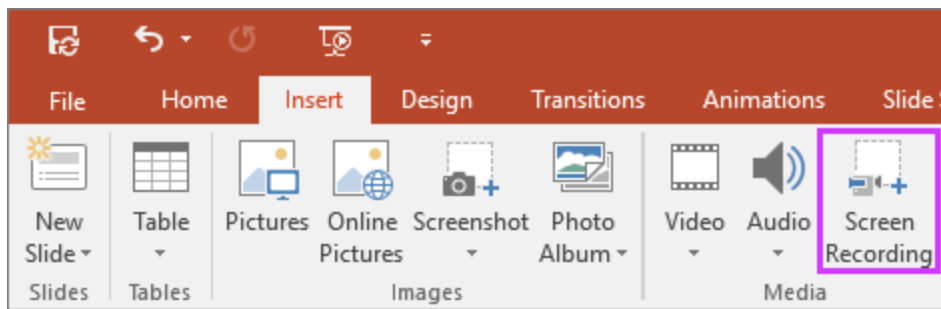 File Home Insert Design Transitions Animations Slide
New Table Pictures Online Screenshot Photo Video Audio Screen
Slide Pictures Album Recording
Slides Tables Images Media